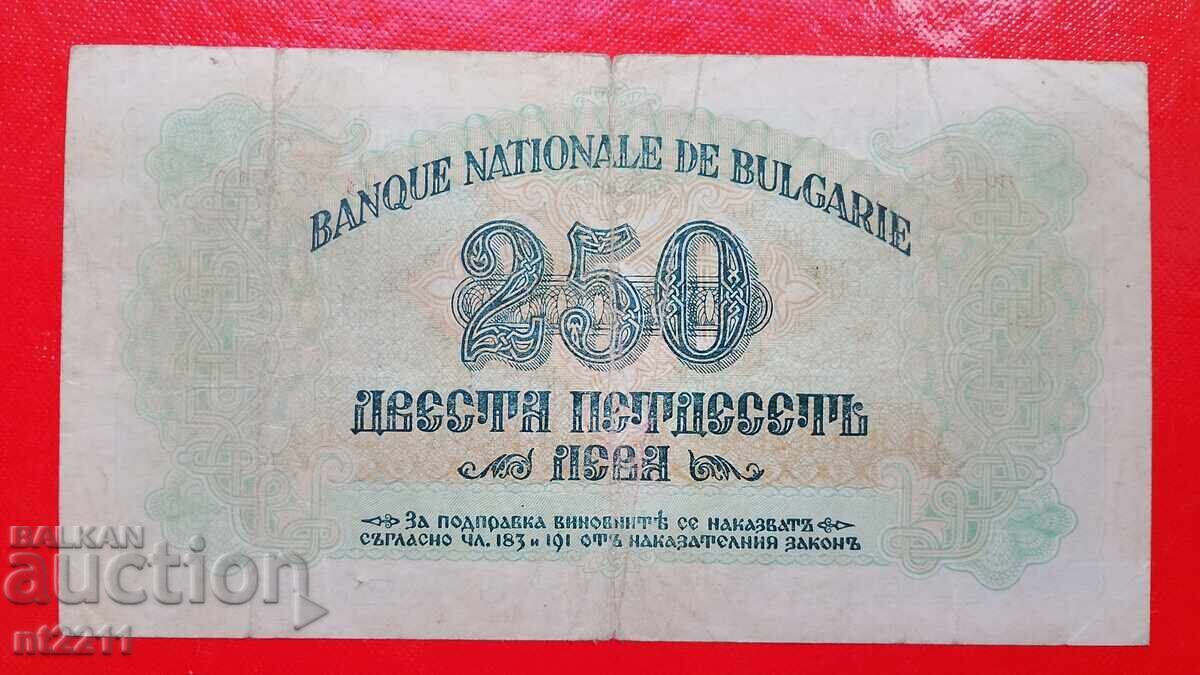 BANQUE NATIONALE DE BULGARIE
250
ДВЕСТА ПЕТДЕСЕТЬ
ЛЕВА
ЗА ПОДПРАВКА ВИНОВНИТѢ СЕ НАКАЗВАТЪ
СЪГЛАСНО ЧЛ. 183 И 191 ОТЪ НАКАЗАТЕЛНИЯ ЗАКОНЪ
BALKAN
auction
nt2211